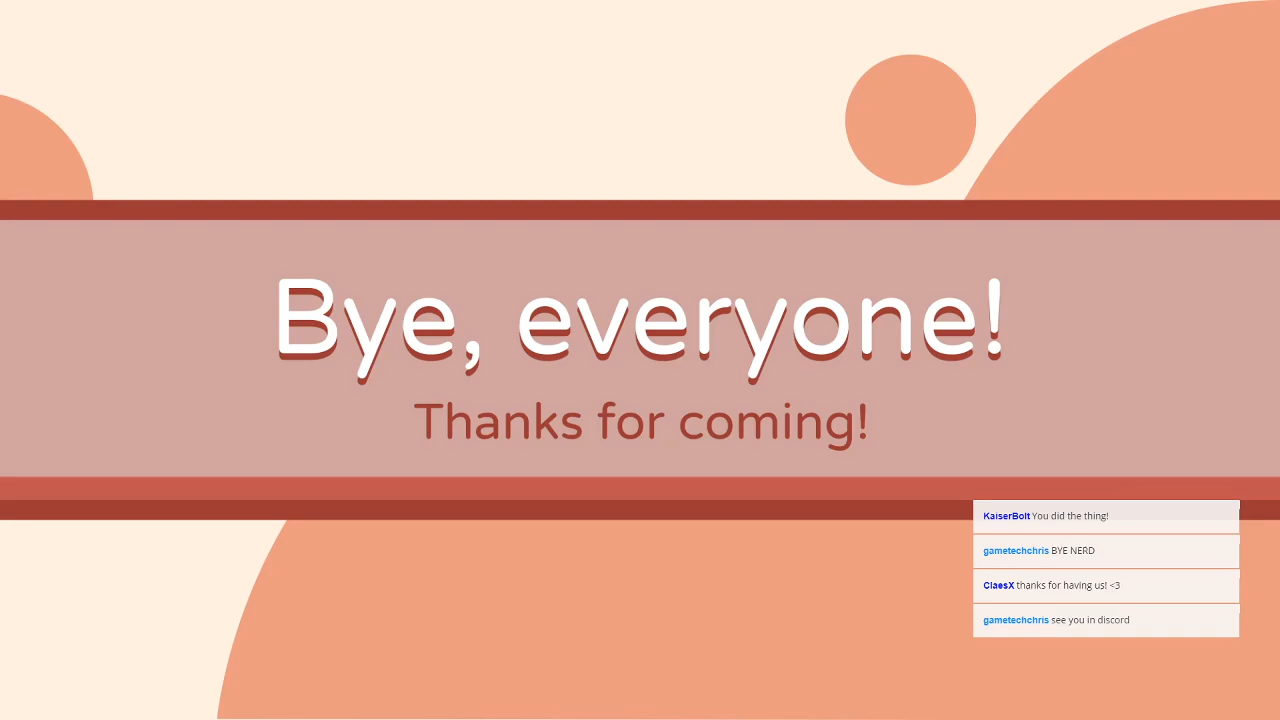 Bye, everyone!
Thanks for coming!
KaiserBolt You did the thing!
gametechchris BYE NERD
ClaesX thanks for having us! <3
gametechchris see you in discord